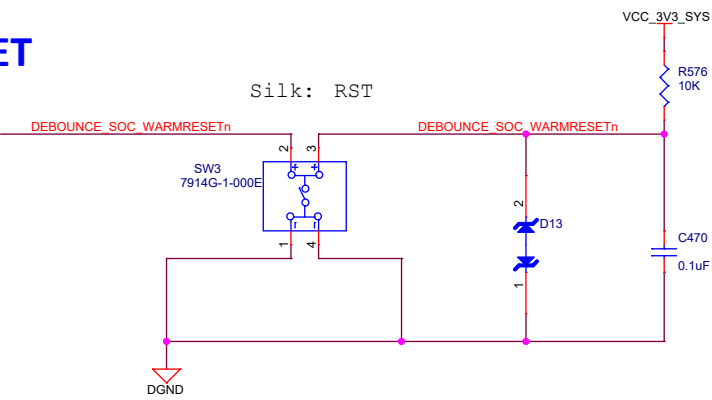 VCC_3V3_SYS
ET
R576
10K
Silk: RST
DEBOUNCE_SOC_WARMRESETn
DEBOUNCE_SOC_WARMRESETn
2
3
SW3
7914G-1-000E
2
D13
1
4
C470
0.1uF
1
DGND